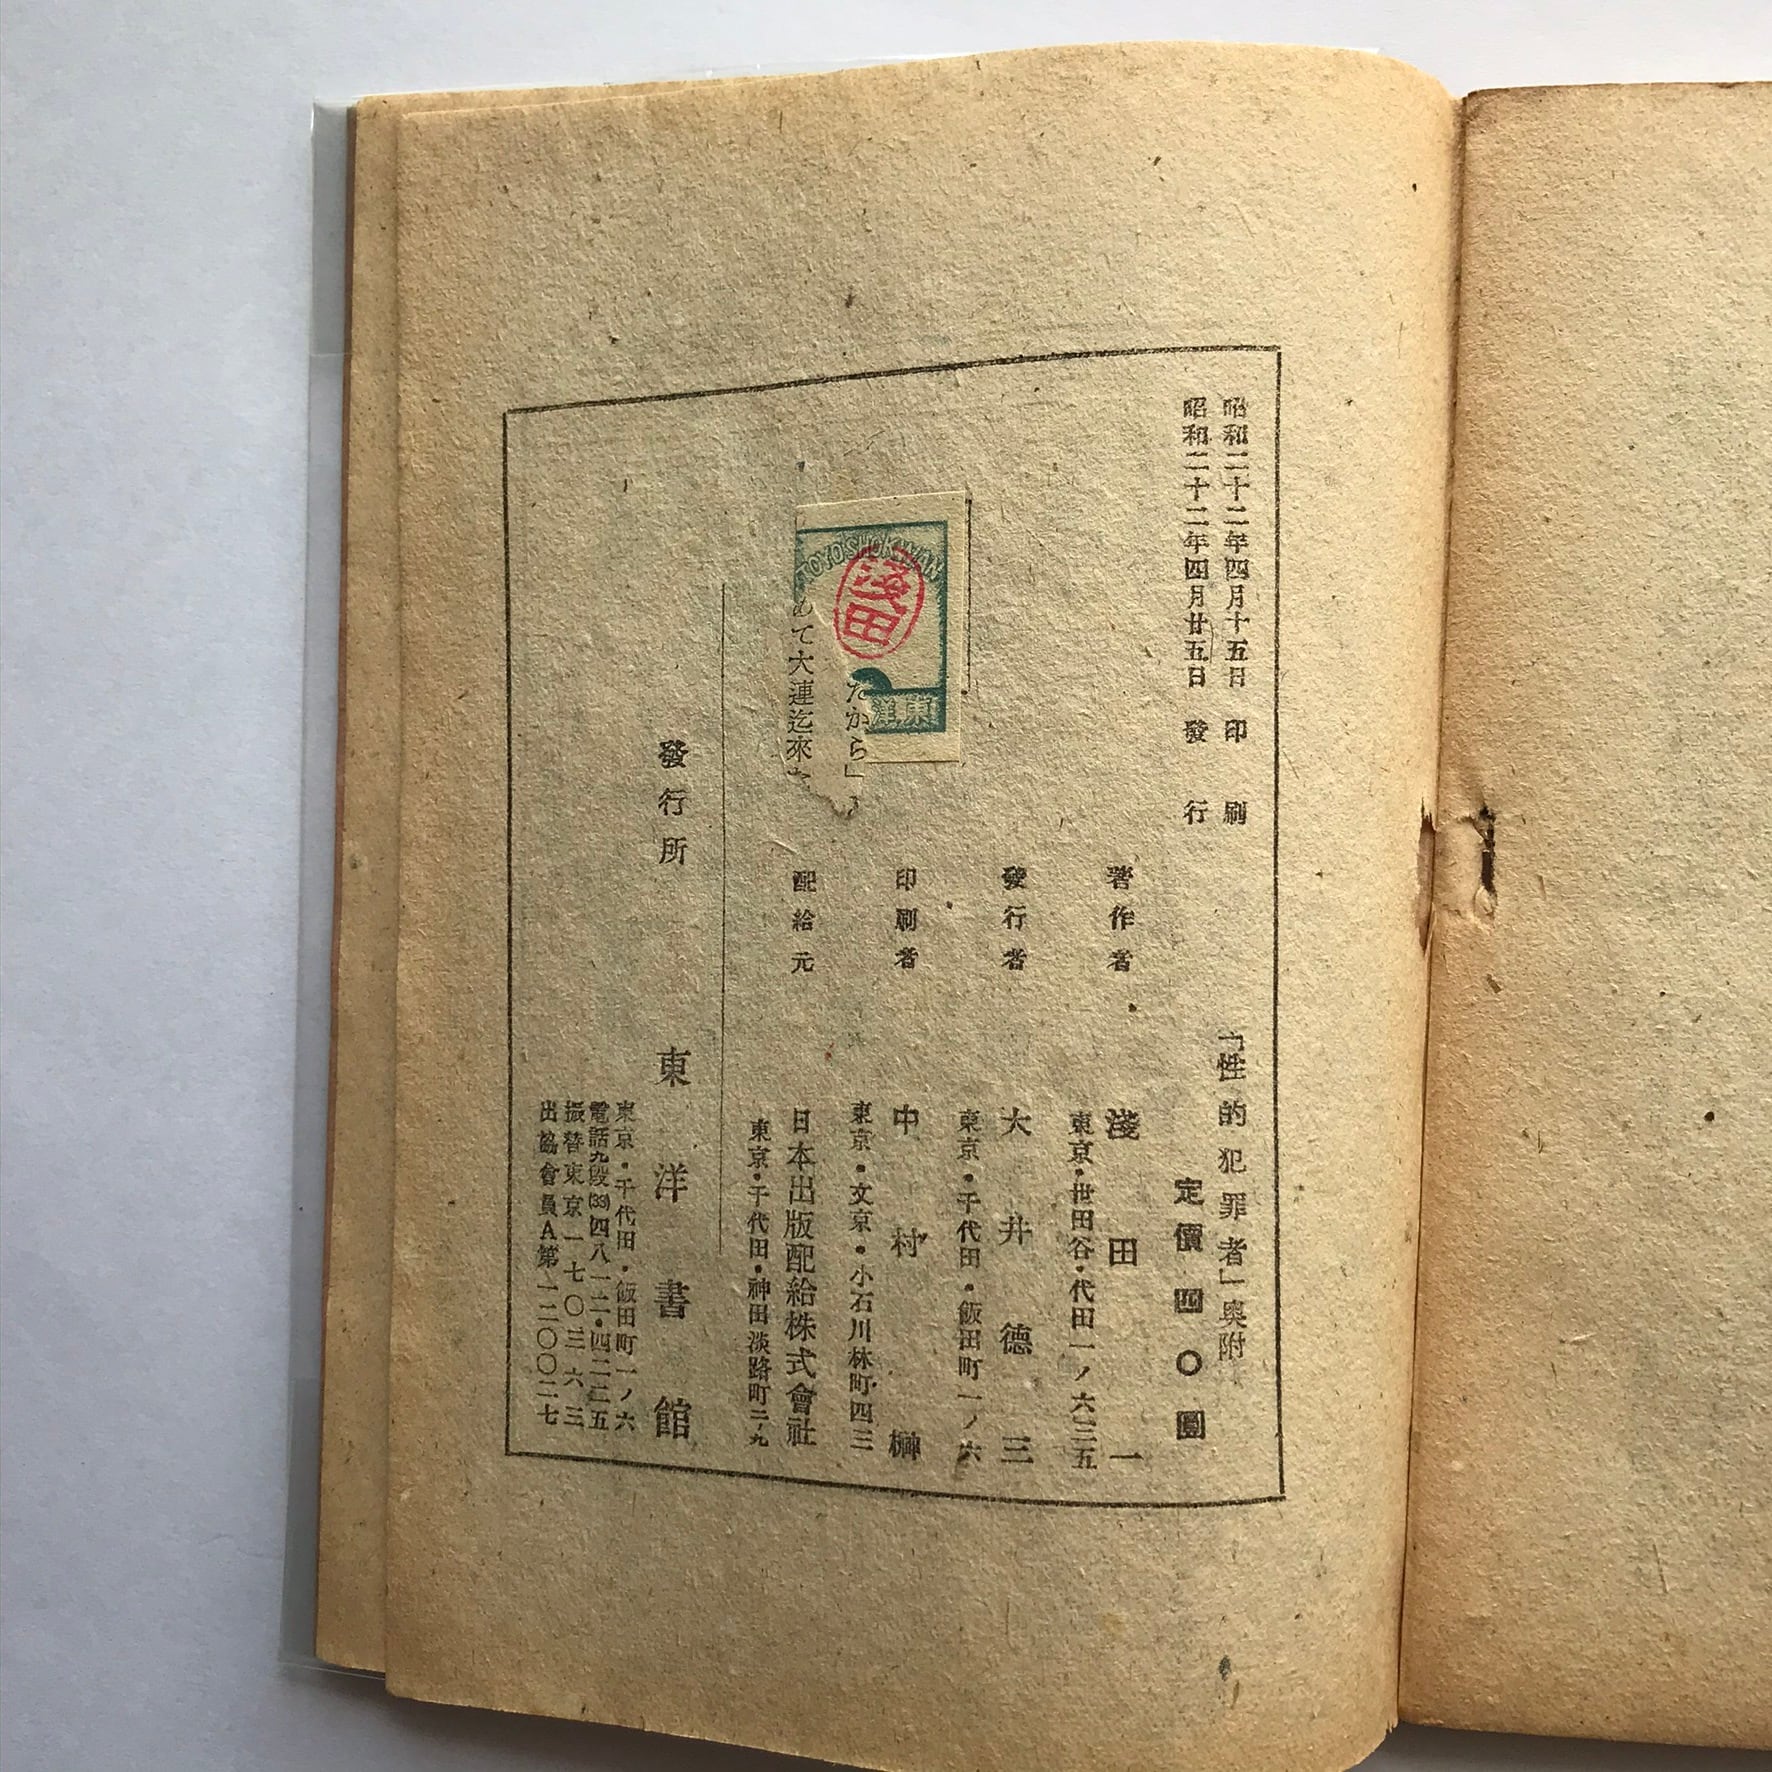 昭和二十二年四月十五日 印刷
昭和二十二年四月廿五日 發行
「性的犯罪者」奧附
定價 四〇圓
著作者 淺田一
東京・世田谷・代田一ノ六三五
發行者 大井德三
東京・千代田・飯田町一ノ六
印刷者 中村榊
東京・文京・小石川林町四三
配給元 日本出版配給株式會社
東京・千代田・神田淡路町二ノ九
發行所 東洋書館
東京・千代田・飯田町一ノ六
電話九段(33)四八一二・四二二五
振替東京一七〇三六三
出協會員A第一二〇〇二七
TOYO SHOKWAN
淺田
東洋
たから」
めて大連迄來